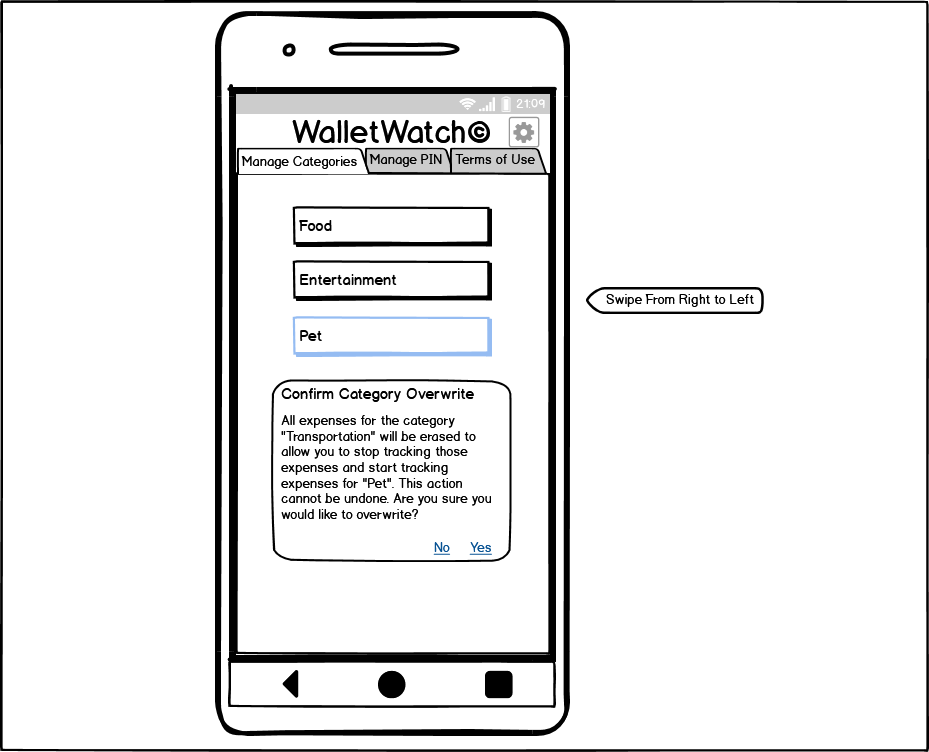 21:09
WalletWatch©
Manage Categories
Manage PIN
Terms of Use
Food
Entertainment
Swipe From Right to Left
Pet
Confirm Category Overwrite
All expenses for the category
"Transportation" will be erased to
allow you to stop tracking those
expenses and start tracking
expenses for "Pet". This action
cannot be undone. Are you sure you
would like to overwrite?
No
Yes